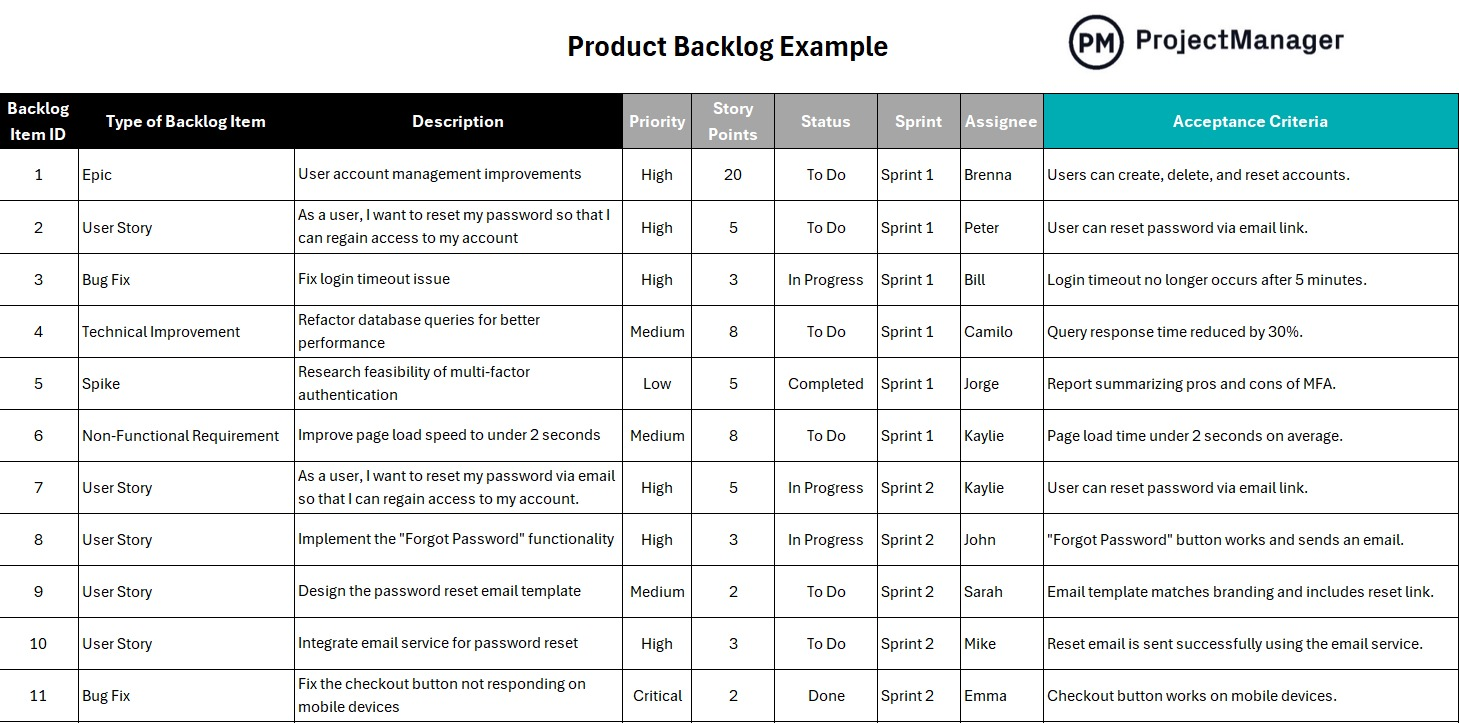 Product Backlog Example
PM ProjectManager
Backlog Item ID Type of Backlog Item Description Priority Story Points Status Sprint Assignee Acceptance Criteria
1 Epic User account management improvements High 20 To Do Sprint 1 Brenna Users can create, delete, and reset accounts.
2 User Story As a user, I want to reset my password so that I can regain access to my account High 5 To Do Sprint 1 Peter User can reset password via email link.
3 Bug Fix Fix login timeout issue High 3 In Progress Sprint 1 Bill Login timeout no longer occurs after 5 minutes.
4 Technical Improvement Refactor database queries for better performance Medium 8 To Do Sprint 1 Camilo Query response time reduced by 30%.
5 Spike Research feasibility of multi-factor authentication Low 5 Completed Sprint 1 Jorge Report summarizing pros and cons of MFA.
6 Non-Functional Requirement Improve page load speed to under 2 seconds Medium 8 To Do Sprint 1 Kaylie Page load time under 2 seconds on average.
7 User Story As a user, I want to reset my password via email so that I can regain access to my account. High 5 In Progress Sprint 2 Kaylie User can reset password via email link.
8 User Story Implement the "Forgot Password" functionality High 3 In Progress Sprint 2 John "Forgot Password" button works and sends an email.
9 User Story Design the password reset email template Medium 2 To Do Sprint 2 Sarah Email template matches branding and includes reset link.
10 User Story Integrate email service for password reset High 3 To Do Sprint 2 Mike Reset email is sent successfully using the email service.
11 Bug Fix Fix the checkout button not responding on mobile devices Critical 2 Done Sprint 2 Emma Checkout button works on mobile devices.